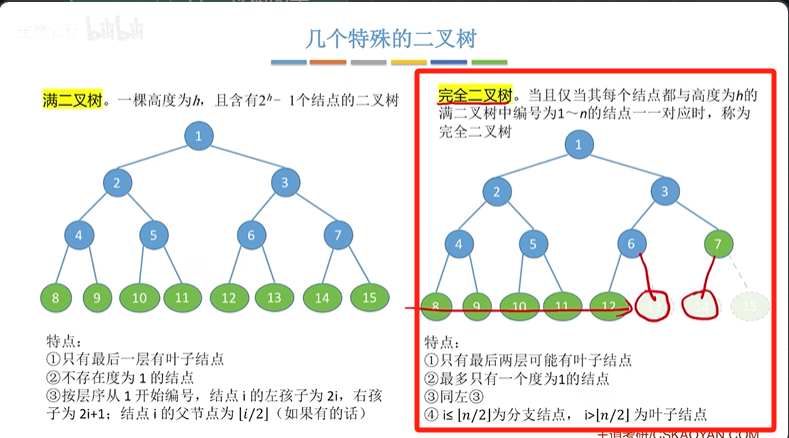 几个特殊的二叉树
满二叉树。一棵高度为h，且含有2ʰ − 1个结点的二叉树
1
2
3
4
5
6
7
8
9
10
11
12
13
14
15
特点：
①只有最后一层有叶子结点
②不存在度为 1 的结点
③按层序从 1 开始编号，结点 i 的左孩子为 2i，右孩
子为 2i+1；结点 i 的父节点为 ⌊i/2⌋（如果有的话）
完全二叉树。当且仅当其每个结点都与高度为h的
满二叉树中编号为1～n的结点一一对应时，称为
完全二叉树
1
2
3
4
5
6
7
8
9
10
11
12
15
特点：
①只有最后两层可能有叶子结点
②最多只有一个度为1的结点
③同左③
④ i≤ ⌊n/2⌋为分支结点， i>⌊n/2⌋ 为叶子结点
王道考研/CSKAOYAN.COM